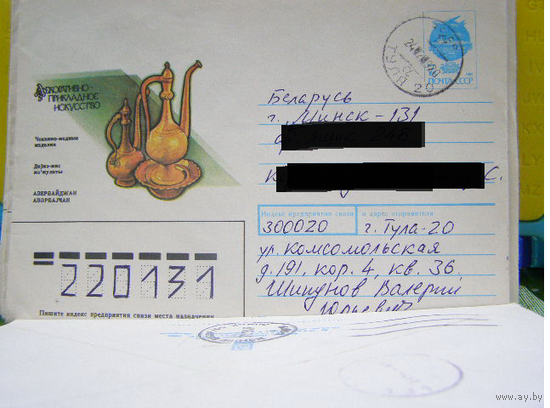 ДЕКОРАТИВНО-
ПРИКЛАДНОЕ
ИСКУССТВО
Чеканно-медные
изделия
АЗЕРБАЙДЖАН
АЗӘРБАЈҸАН
ПОЧТА СССР
Беларусь
г. Минск - 131
Индекс предприятия связи и адрес отправителя
300020 г. Тула-20
ул. Комсомольская
д. 191, кор. 4, кв. 36,
Шипунов Валерий
Юрьевич
220131
Пишите индекс предприятия связи места назначения
www.ay.by